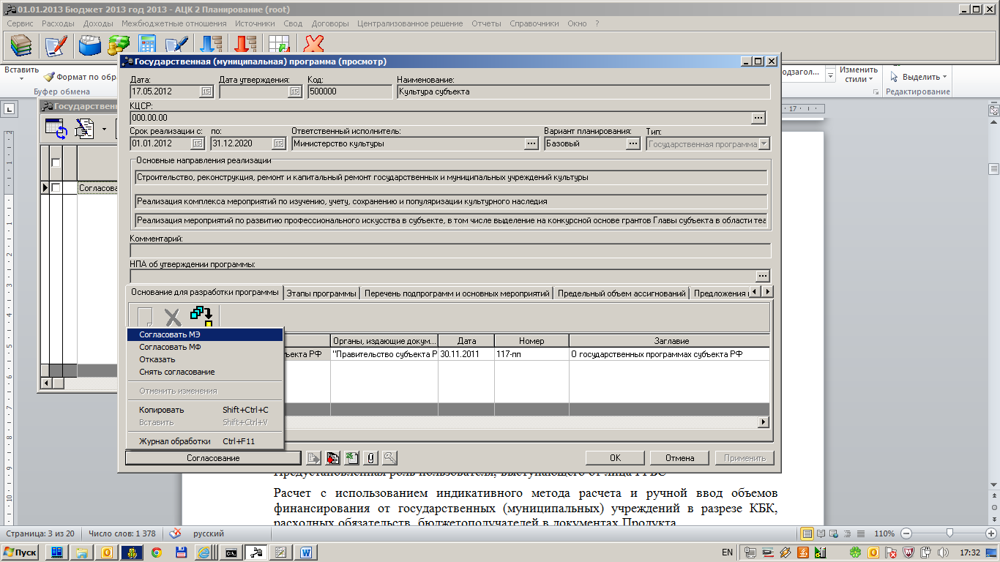 01.01.2013 Бюджет 2013 год 2013 - АЦК 2 Планирование (root)
Сервис Расходы Доходы Межбюджетные отношения Источники Свод Договоры Централизованное решение Отчеты Справочники Окно ?
Вставить
Формат по обра
Буфер обмена
одзагол...
Изменить
стили
Выделить
Редактирование
17
Государственн
Согласова
Государственная (муниципальная) программа (просмотр)
Дата: Дата утверждения: Код: Наименование:
17.05.2012 15 15 500000 Культура субъекта
КЦСР:
000.00.00
Срок реализации с: по: Ответственный исполнитель: Вариант планирования: Тип:
01.01.2012 15 31.12.2020 15 Министерство культуры Базовый Государственная программа
Основные направления реализации
Строительство, реконструкция, ремонт и капитальный ремонт государственных и муниципальных учреждений культуры
Реализация комплекса мероприятий по изучению, учету, сохранению и популяризации культурного наследия
Реализация мероприятий по развитию профессионального искусства в субъекте, в том числе выделение на конкурсной основе грантов Главы субъекта в области теа
Комментарий:
НПА об утверждении программы:
Основание для разработки программы Этапы программы Перечень подпрограмм и основных мероприятий Предельный объем ассигнований Предложения
Органы, издающие докум... Дата Номер Заглавие
бъекта РФ "Правительство субъекта Р 30.11.2011 117-пп О государственных программах субъекта РФ
Согласовать МЭ
Согласовать МФ
Отказать
Снять согласование
Отменить изменения
Копировать Shift+Ctrl+C
Вставить Shift+Ctrl+V
Журнал обработки Ctrl+F11
Согласование ОК Отмена Применить
Предустановленная роль пользователя, выступающего от лица ГРБС
Расчет с использованием индикативного метода расчета и ручной ввод объемов
финансирования от государственных (муниципальных) учреждений в разрезе КБК,
расходных обязательств, бюджетополучателей в документах Продукта
Страница: 3 из 20 Число слов: 1 378 русский 110%
Пуск EN 17:32